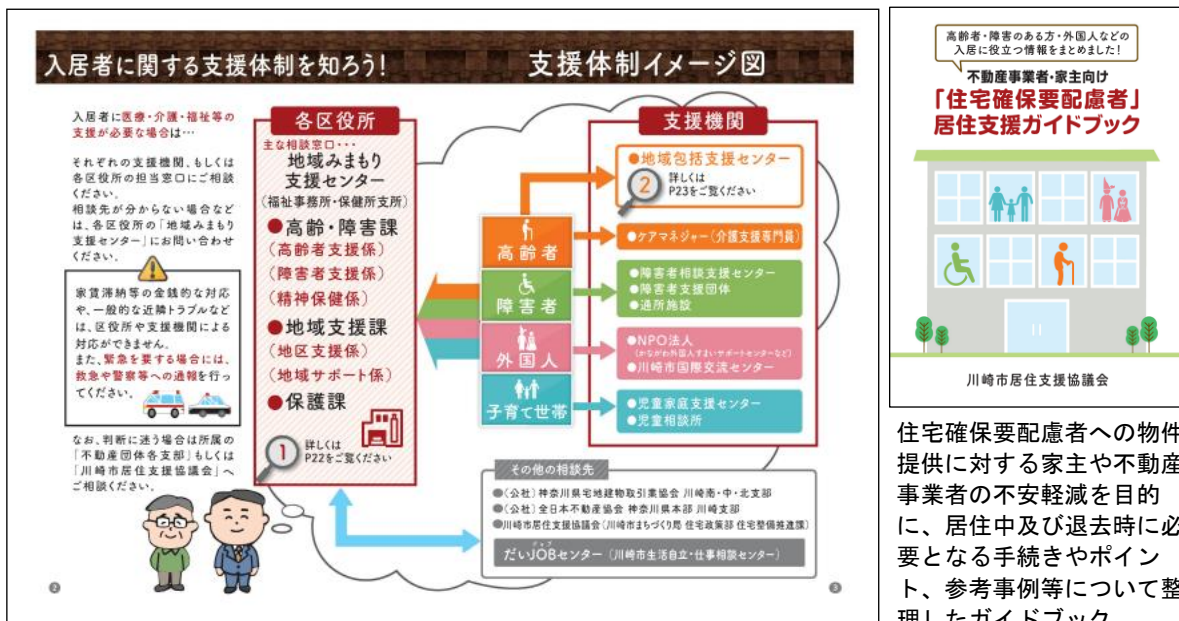 入居者に関する支援体制を知ろう!
支援体制イメージ図
入居者に医療・介護・福祉等の
支援が必要な場合は…
それぞれの支援機関、もしくは
各区役所の担当窓口にご相談
ください。
相談先が分からない場合など
は、各区役所の「地域みまもり
支援センター」にお問い合わせ
ください。
家賃滞納等の金銭的な対応
や、一般的な近隣トラブルなど
は、区役所や支援機関による
対応ができません。
また、緊急を要する場合には、
救急や警察等への通報を行っ
てください。
なお、判断に迷う場合は所属の
「不動産団体各支部」もしくは
「川崎市居住支援協議会」へ
ご相談ください。
各区役所
主な相談窓口・・・
地域みまもり
支援センター
(福祉事務所・保健所支所)
●高齢・障害課
(高齢者支援係)
(障害者支援係)
(精神保健係)
●地域支援課
(地区支援係)
(地域サポート係)
●保護課
1
詳しくは
P22をご覧ください
高齢者
障害者
外国人
子育て世帯
支援機関
●地域包括支援センター
2
詳しくは
P23をご覧ください
●ケアマネジャー(介護支援専門員)
●障害者相談支援センター
●障害者支援団体
●通所施設
●NPO法人
(かながわ外国人すまいサポートセンターなど)
●川崎市国際交流センター
●児童家庭支援センター
●児童相談所
その他の相談先
●(公社)神奈川県宅地建物取引業協会 川崎南・中・北支部
●(公社)全日本不動産協会 神奈川県本部 川崎支部
●川崎市居住支援協議会(川崎市まちづくり局 住宅政策部 住宅整備推進課)
だいJOBセンター(川崎市生活自立・仕事相談センター)
2
3
高齢者・障害のある方・外国人などの
入居に役立つ情報をまとめました!
不動産事業者・家主向け
「住宅確保要配慮者」
居住支援ガイドブック
川崎市居住支援協議会
住宅確保要配慮者への物件
提供に対する家主や不動産
事業者の不安軽減を目的
に、居住中及び退去時に必
要となる手続きやポイン
ト、参考事例等について整
理したガイドブック